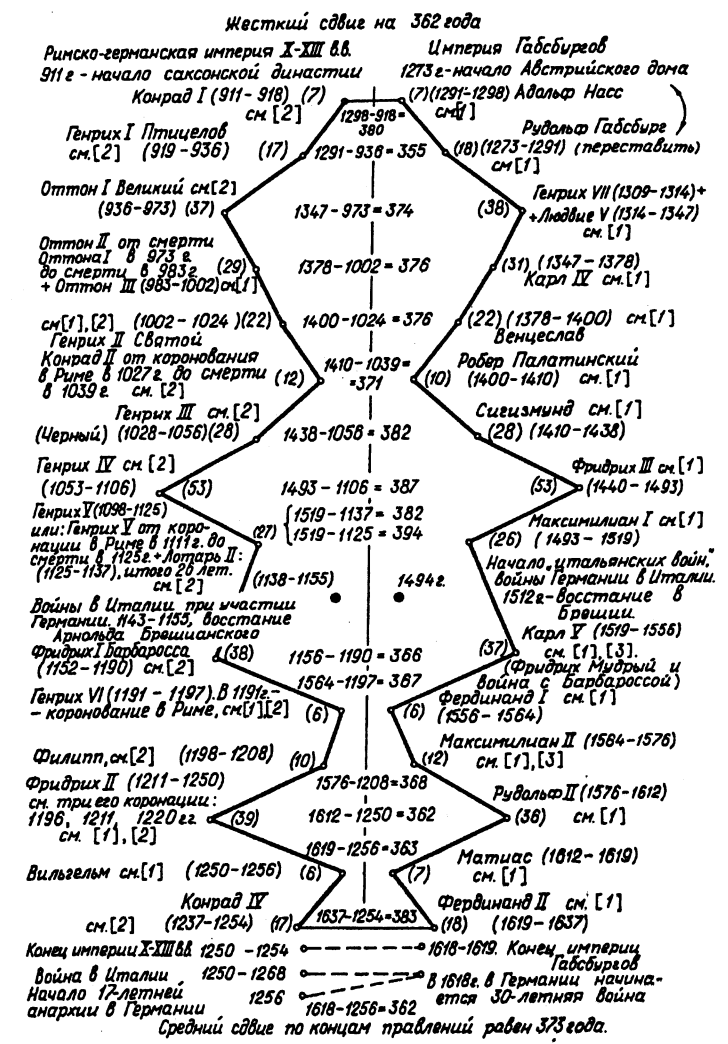 Жесткий сдвиг на 362 года
Римско-германская империя X-XIII в.в.
911г - начало саксонской династии
Империя Габсбургов
1273г - начало Австрийского дома
Конрад I (911-918) (7)
см.[2]
1298-918=
380
(7)(1291-1298) Адольф Насс
см[1]
Генрих I Птицелов
см.[2] (919-936) (17)
1291-936=355
Рудольф Габсбург
(18)(1273-1291) (переставить)
см[1]
Оттон I Великий см[2]
(936-973) (37)
1347-973=374
(38)
Генрих VII (1309-1314)+
+Людвиг V (1314-1347)
см.[1]
Оттон II от смерти
Оттона I в 973г.
до смерти в 983г
+ Оттон III (983-1002)см[1]
(29)
1378-1002=376
(31) (1347-1378)
Карл IV см.[1]
см[1],[2] (1002-1024)(22)
Генрих II Святой
1400-1024=376
(22)(1378-1400) см[1]
Венцеслав
Конрад II от коронования
в Риме в 1027г. до смерти
в 1039г. см.[2]
(12)
1410-1039=
=371
(10)
Робер Палатинский
(1400-1410) см.[1]
Генрих III см.[2]
(Черный) (1028-1056)(28)
1438-1056=382
Сигизмунд см.[1]
(28) (1410-1438)
Генрих IV см[2]
(1053-1106) (53)
1493-1106=387
(53)
Фридрих III см.[1]
(1440-1493)
Генрих V(1098-1125)
или: Генрих V от коро-
нации в Риме в 1111г. до
смерти в 1125г.+Лотарь II:
(1125-1137), итого 26 лет.
см.[2]
(27)
1519-1137=382
1519-1125=394
Максимилиан I см[1]
(26) (1493-1519)
(1138-1155)
1494г.
Начало „итальянских войн,"
войны Германии в Италии.
1512г-восстание в
Брешии.
Войны в Италии при участии
Германии. 1143-1155, восстание
Арнольда Брешианского
Фридрих I Барбаросса
(1152-1190) см.[2]
(38)
1156-1190=366
(37)
Карл V (1519-1556)
см.[1],[3].
(Фридрих Мудрый и
война с Барбароссой)
Генрих VI (1191-1197). В 1191г.-
- коронование в Риме, см[1],[2]
(6)
1564-1197=367
(6)
Фердинанд I см.[1]
(1556-1564)
Филипп, см.[2] (1198-1208)
(10)
1576-1208=368
(12)
Максимилиан II (1564-1576)
см.[1],[3]
Фридрих II (1211-1250)
см. три его коронации:
1196, 1211, 1220гг
см. [1],[2]
(39)
1612-1250=362
(36)
Рудольф II (1576-1612)
см.[1]
Вильгельм см.[1] (1250-1256)
(6)
1619-1256=363
(7)
Матиас (1612-1619)
см.[1]
Конрад IV
см.[2] (1237-1254) (17)
1637-1254=383
Фердинанд II см.[1]
(18) (1619-1637)
Конец империи X-XIII вв. 1250-1254
1618-1619. Конец империи
Габсбургов
Война в Италии 1250-1268
Начало 17-летней 1256
анархии в Германии
1618-1256=362
В 1618г. в Германии начина-
ется 30-летняя война
Средний сдвиг по концам правлений равен 373 года.